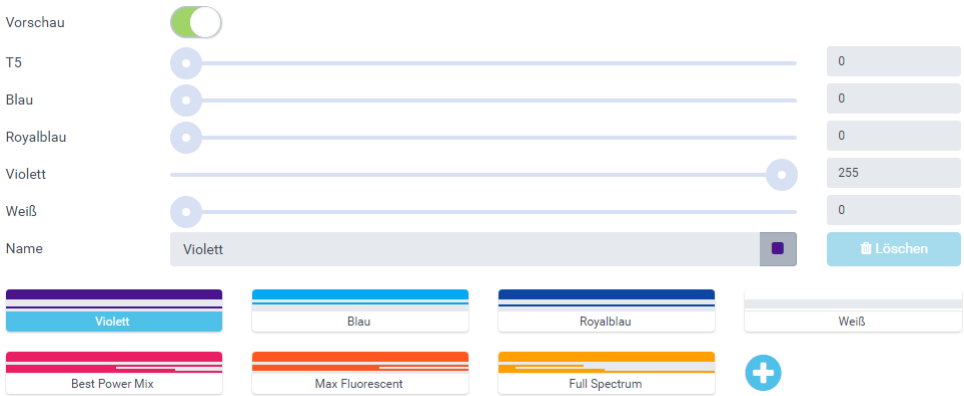 Vorschau
T5 0
Blau 0
Royalblau 0
Violett 255
Weiß 0
Name Violett Löschen
Violett Blau Royalblau Weiß
Best Power Mix Max Fluorescent Full Spectrum